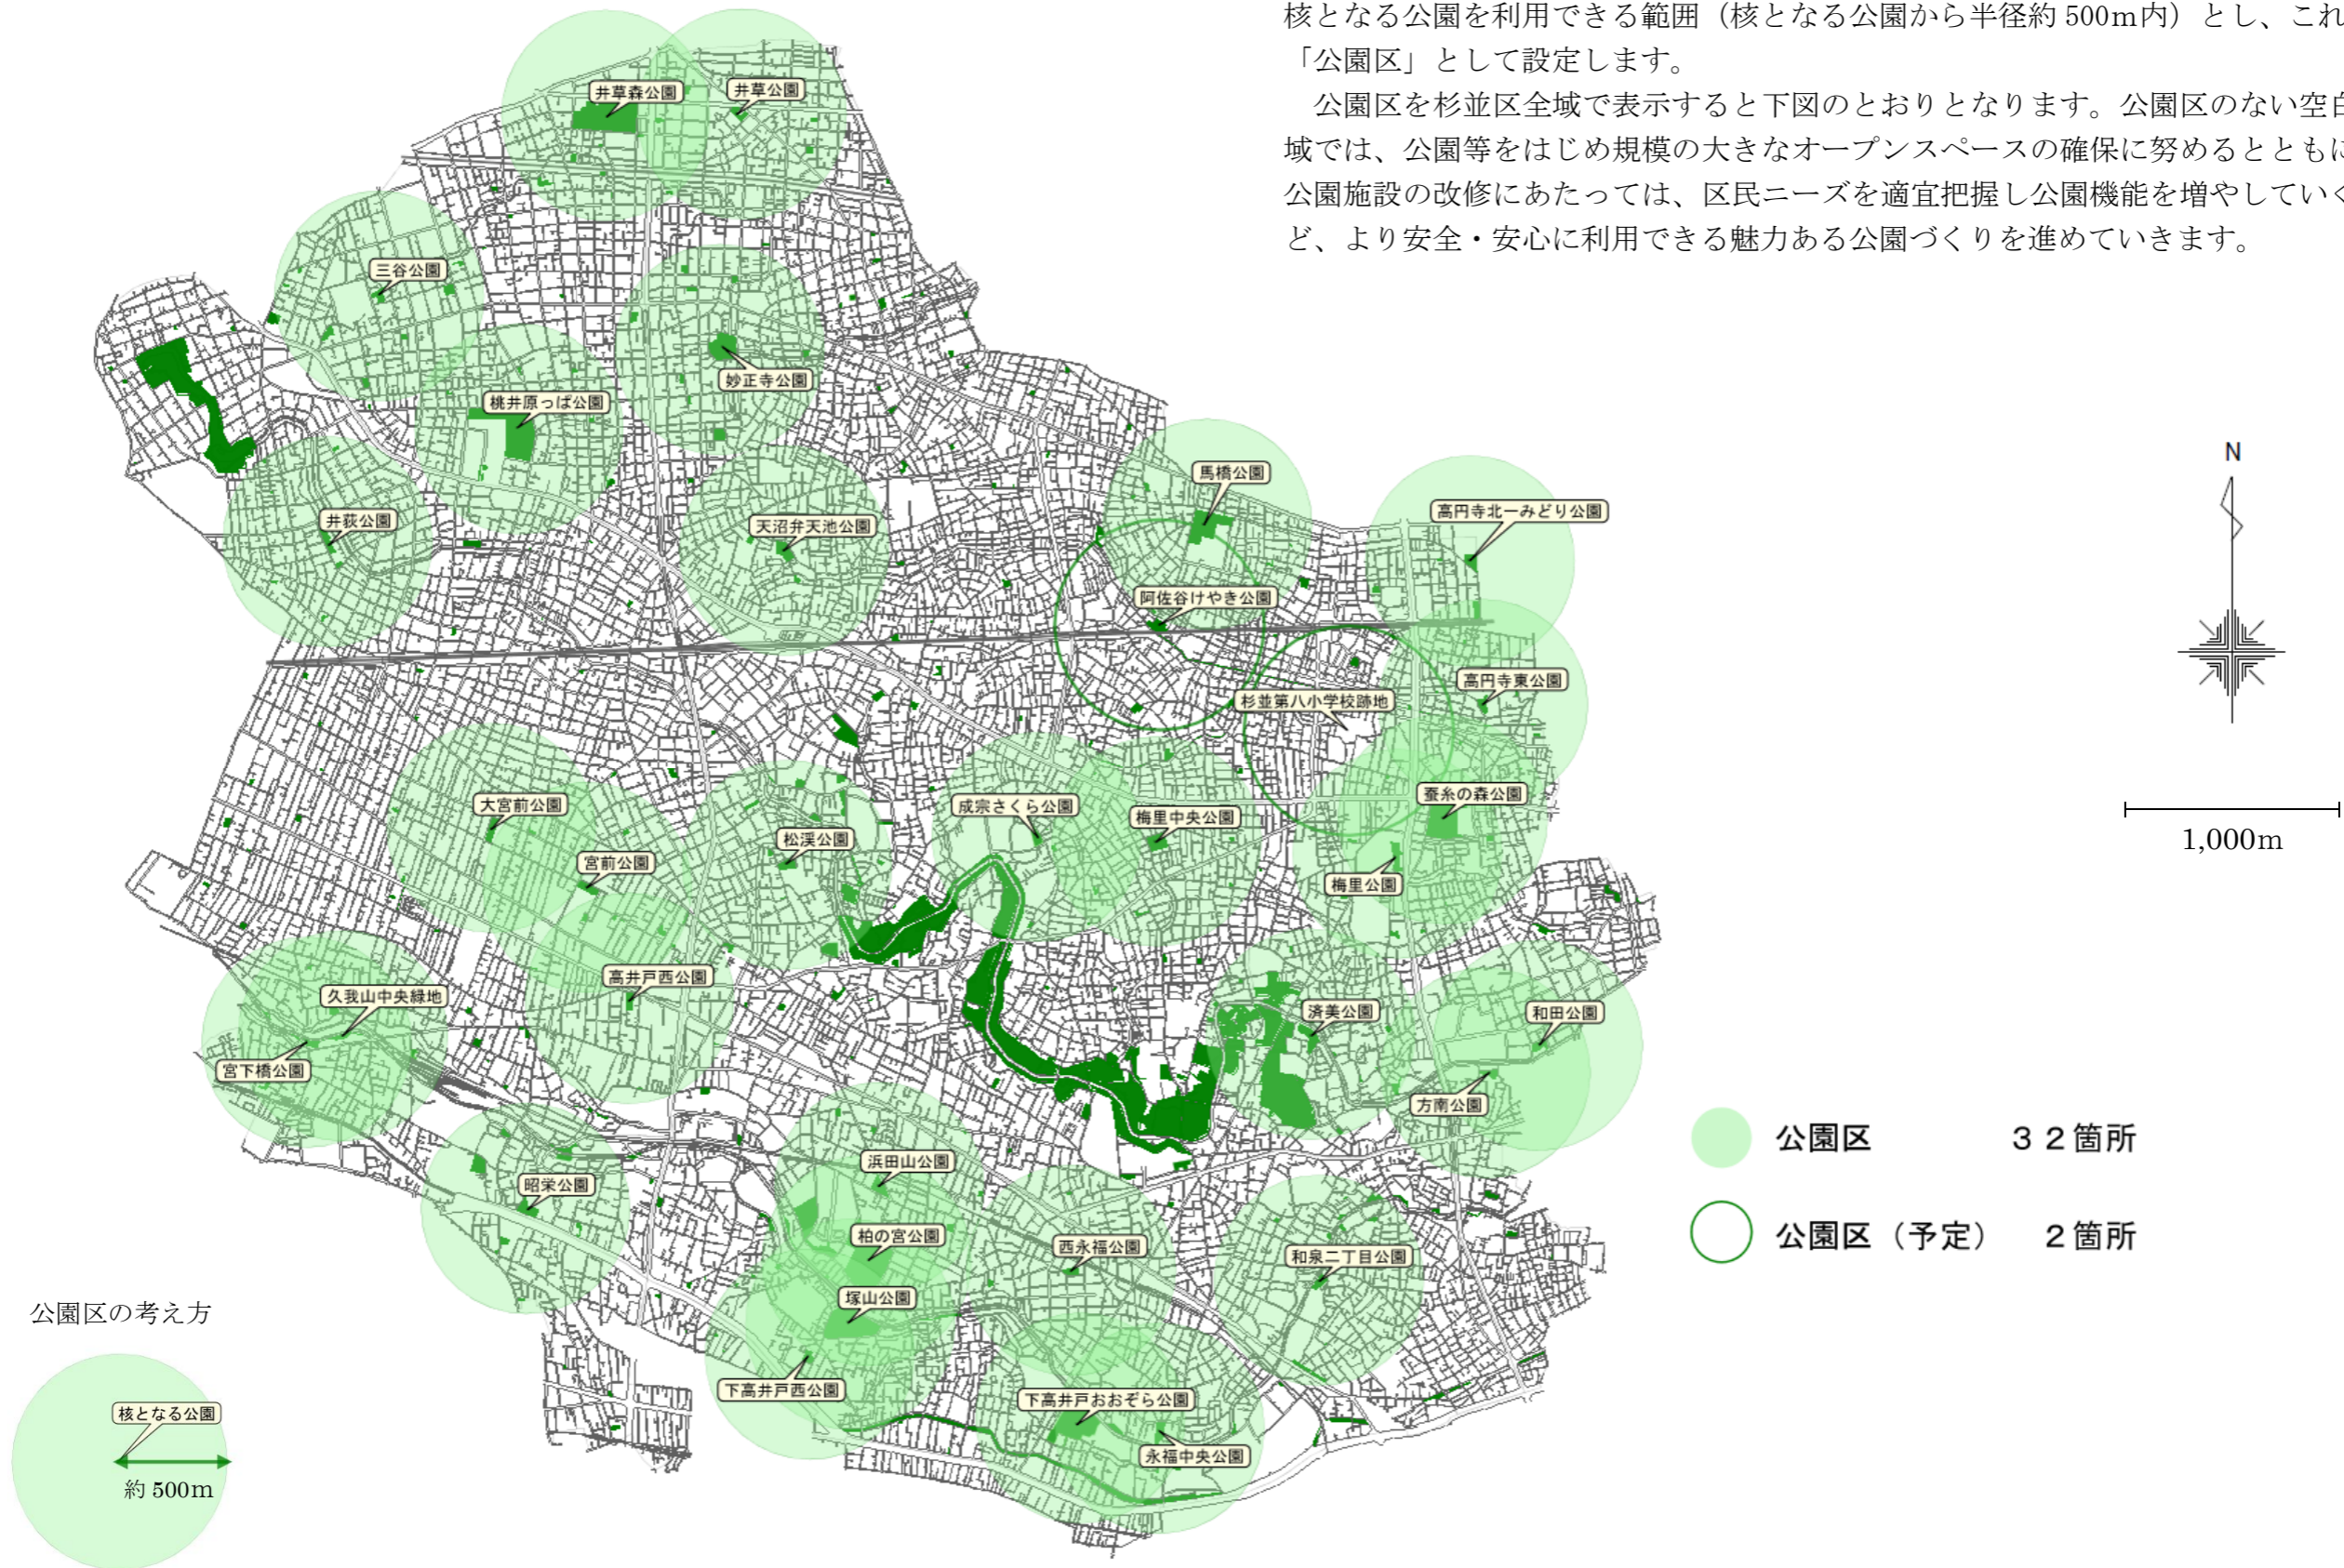 核となる公園を利用できる範囲（核となる公園から半径約 500m内）とし、これ
「公園区」として設定します。
公園区を杉並区全域で表示すると下図のとおりとなります。公園区のない空白
域では、公園等をはじめ規模の大きなオープンスペースの確保に努めるとともに
公園施設の改修にあたっては、区民ニーズを適宜把握し公園機能を増やしていく
ど、より安全・安心に利用できる魅力ある公園づくりを進めていきます。
井草森公園
井草公園
三谷公園
妙正寺公園
桃井原っぱ公園
井荻公園
天沼弁天池公園
馬橋公園
高円寺北一みどり公園
阿佐谷けやき公園
高円寺東公園
杉並第八小学校跡地
大宮前公園
宮前公園
松渓公園
成宗さくら公園
梅里中央公園
蚕糸の森公園
梅里公園
高井戸西公園
久我山中央緑地
宮下橋公園
済美公園
和田公園
方南公園
昭栄公園
浜田山公園
柏の宮公園
塚山公園
下高井戸西公園
西永福公園
和泉二丁目公園
下高井戸おおぞら公園
永福中央公園
N
1,000m
公園区 ３２箇所
公園区（予定） ２箇所
公園区の考え方
核となる公園
約 500m